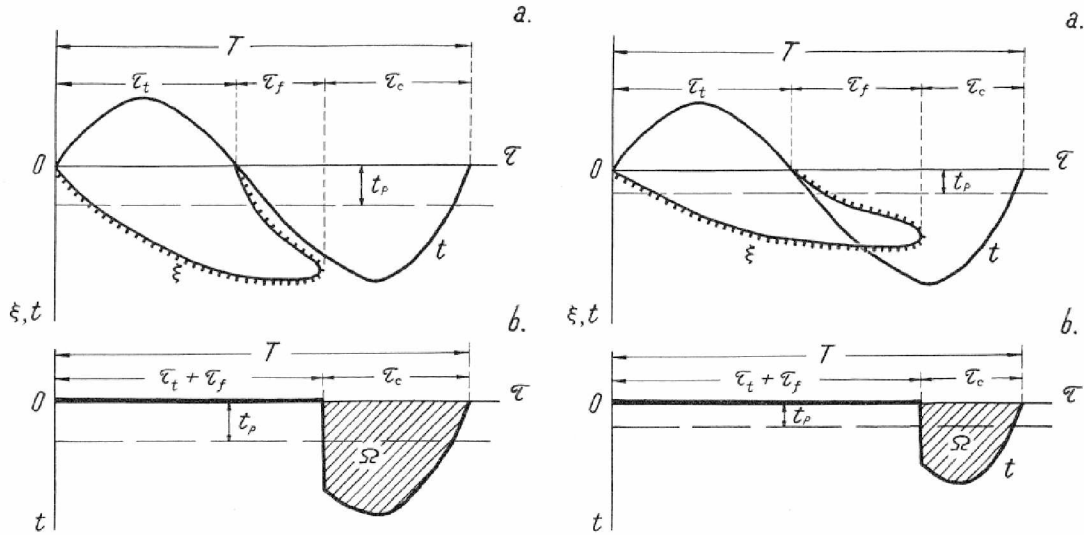 a.
T
τt τf τc
0 τ
tp
ξ t
ξ,t
b.
T
τt + τf τc
0 τ
tp
Ω
t
a.
T
τt τf τc
0 τ
tp
ξ t
ξ,t
b.
T
τt + τf τc
0 τ
tp
Ω
t
t